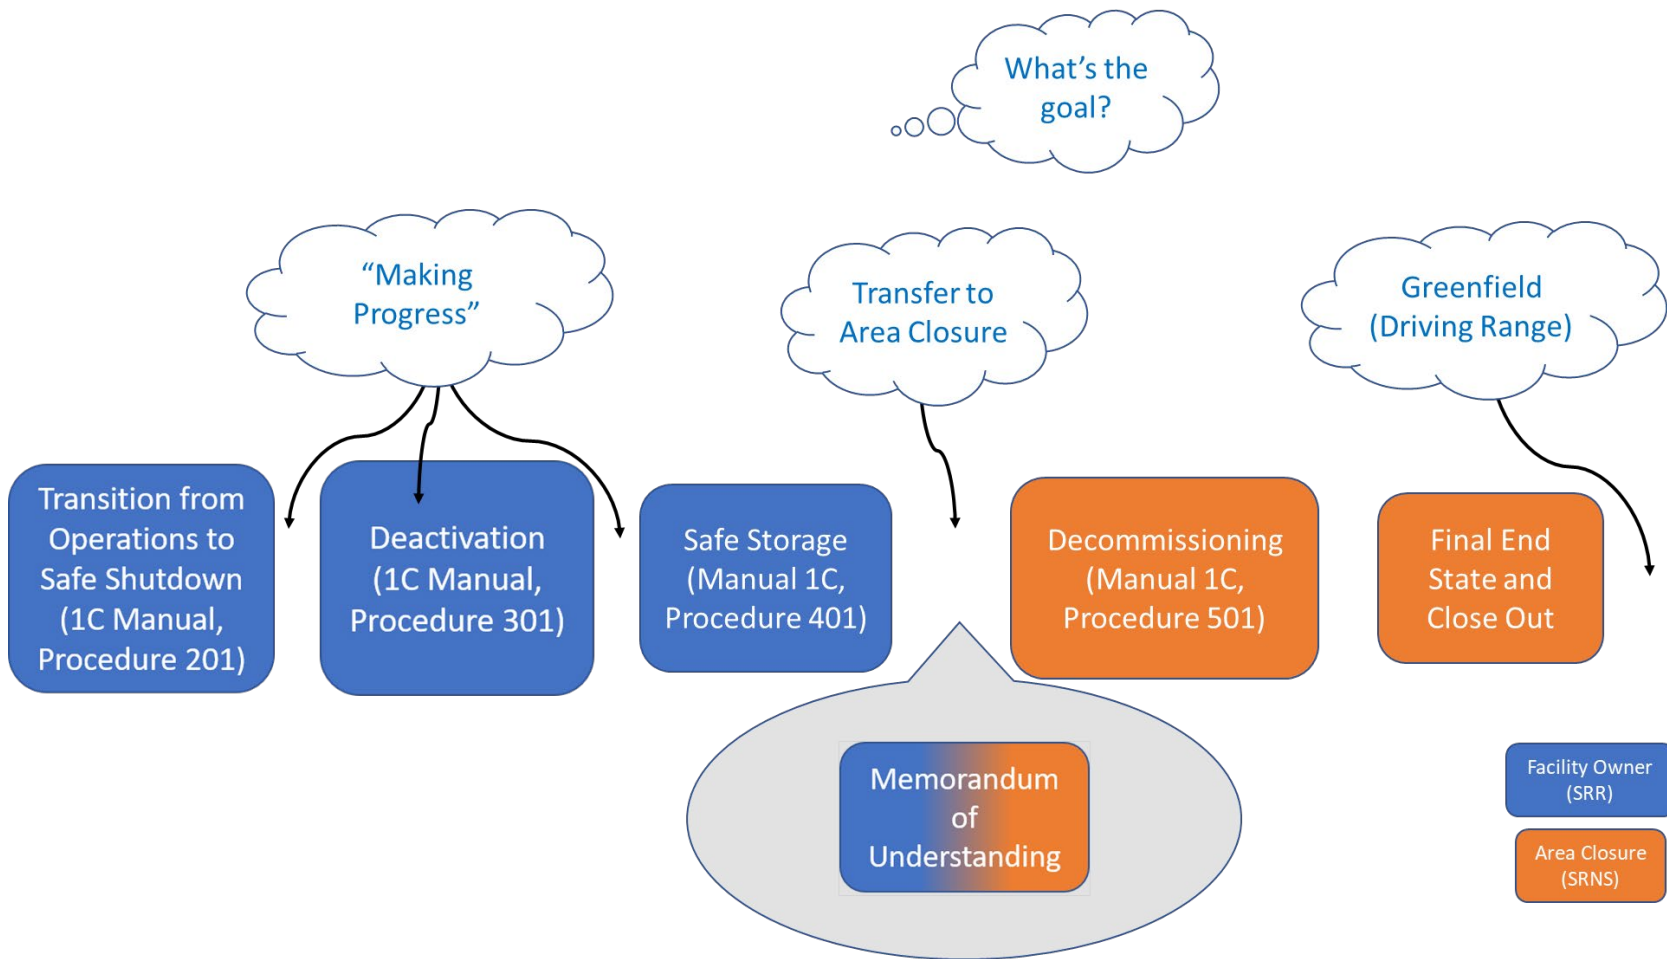 What’s the
goal?
“Making
Progress”
Transfer to
Area Closure
Greenfield
(Driving Range)
Transition from
Operations to
Safe Shutdown
(1C Manual,
Procedure 201)
Deactivation
(1C Manual,
Procedure 301)
Safe Storage
(Manual 1C,
Procedure 401)
Decommissioning
(Manual 1C,
Procedure 501)
Final End
State and
Close Out
Memorandum
of
Understanding
Facility Owner
(SRR)
Area Closure
(SRNS)